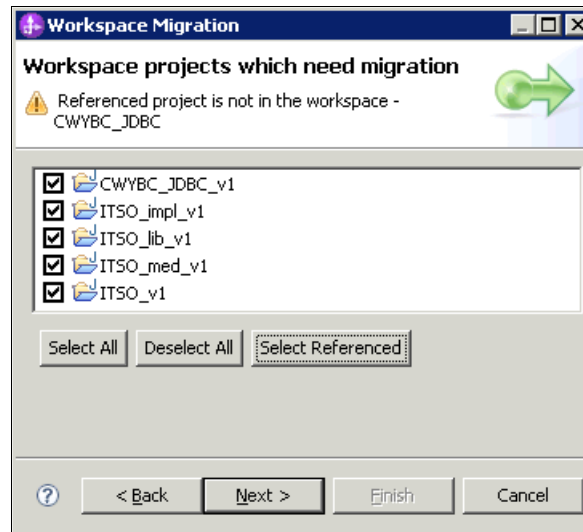 Workspace Migration
Workspace projects which need migration
Referenced project is not in the workspace -
CWYBC_JDBC
CWYBC_JDBC_v1
ITSO_impl_v1
ITSO_lib_v1
ITSO_med_v1
ITSO_v1
Select All Deselect All Select Referenced
? < Back Next > Finish Cancel